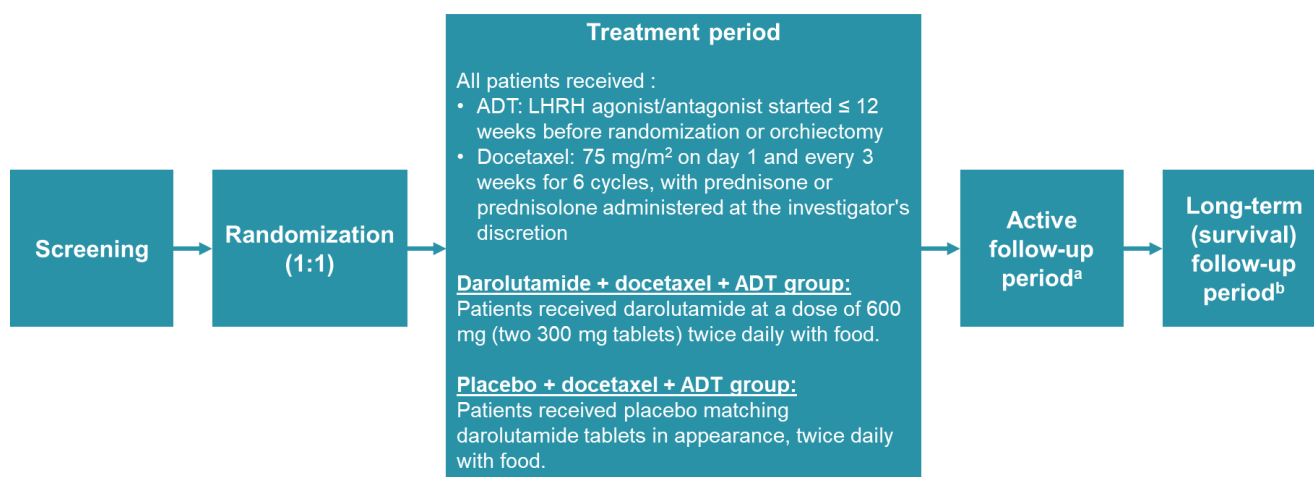 Screening
Randomization
(1:1)
Treatment period
All patients received :
• ADT: LHRH agonist/antagonist started ≤ 12
weeks before randomization or orchiectomy
• Docetaxel: 75 mg/m² on day 1 and every 3
weeks for 6 cycles, with prednisone or
prednisolone administered at the investigator's
discretion
Darolutamide + docetaxel + ADT group:
Patients received darolutamide at a dose of 600
mg (two 300 mg tablets) twice daily with food.
Placebo + docetaxel + ADT group:
Patients received placebo matching
darolutamide tablets in appearance, twice daily
with food.
Active
follow-up
periodᵃ
Long-term
(survival)
follow-up
periodᵇ